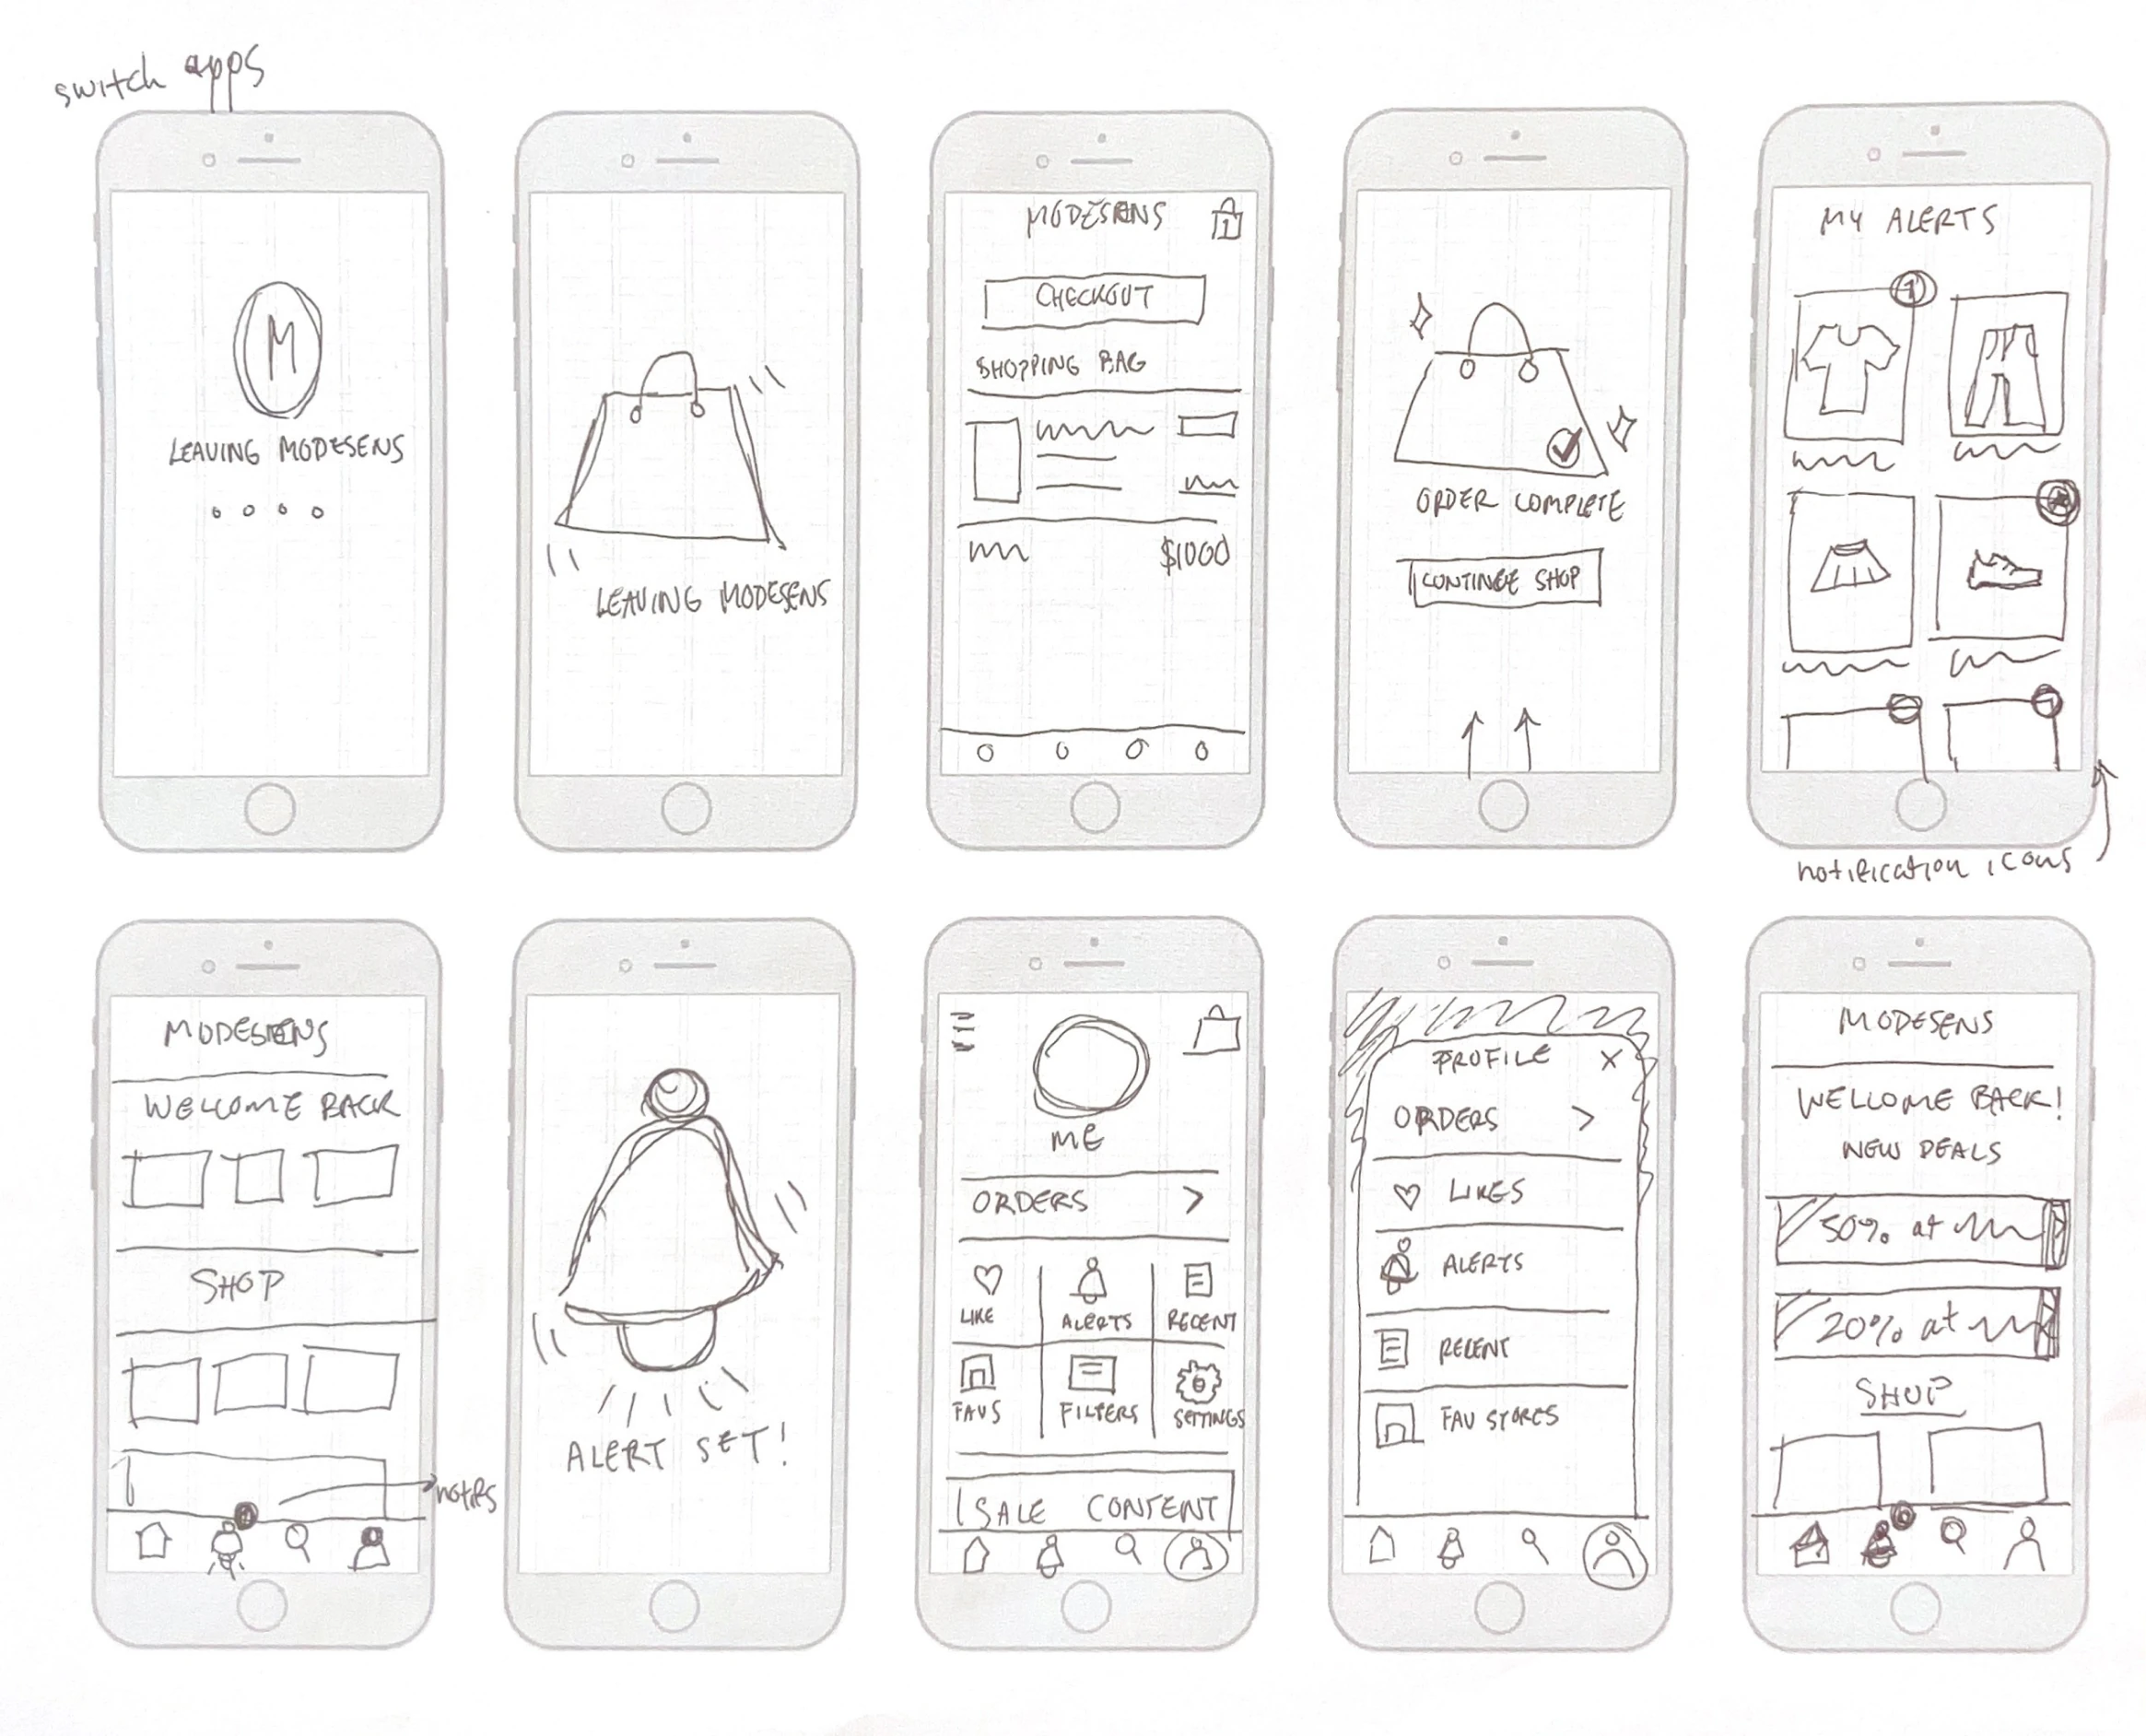 switch apps
M
LEAVING MODESENS
LEAVING MODESENS
MODESENS
1
CHECKOUT
SHOPPING BAG
$1000
ORDER COMPLETE
CONTINUE SHOP
MY ALERTS
1
notification icons
MODESENS
WELCOME BACK
SHOP
notifs
ALERT SET!
ME
ORDERS >
LIKE ALERTS RECENT
FAVS FILTERS SETTINGS
SALE CONTENT
PROFILE X
ORDERS >
LIKES
ALERTS
RECENT
FAV STORES
MODESENS
WELCOME BACK!
NEW DEALS
50% at
20% at
SHOP